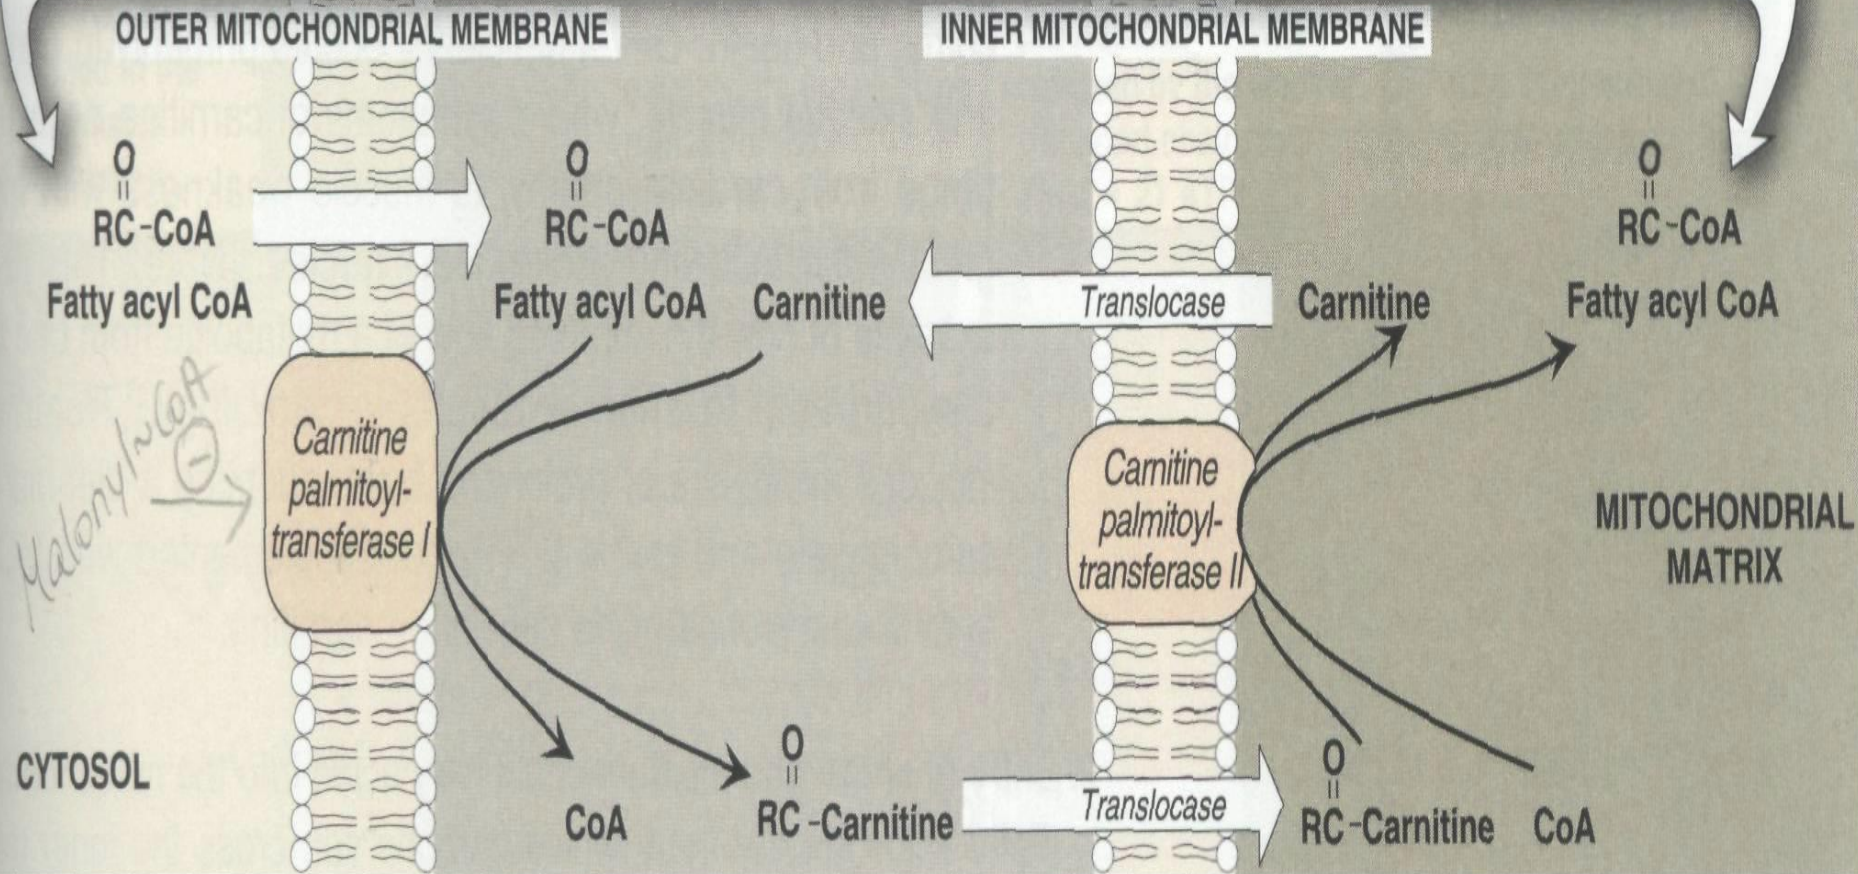 OUTER MITOCHONDRIAL MEMBRANE
INNER MITOCHONDRIAL MEMBRANE
O
||
RC-CoA
Fatty acyl CoA
O
||
RC-CoA
Fatty acyl CoA
Carnitine
Translocase
Carnitine
O
||
RC-CoA
Fatty acyl CoA
Malonyl~CoA
−
Carnitine
palmitoyl-
transferase I
Carnitine
palmitoyl-
transferase II
MITOCHONDRIAL
MATRIX
CYTOSOL
CoA
O
||
RC-Carnitine
Translocase
O
||
RC-Carnitine
CoA